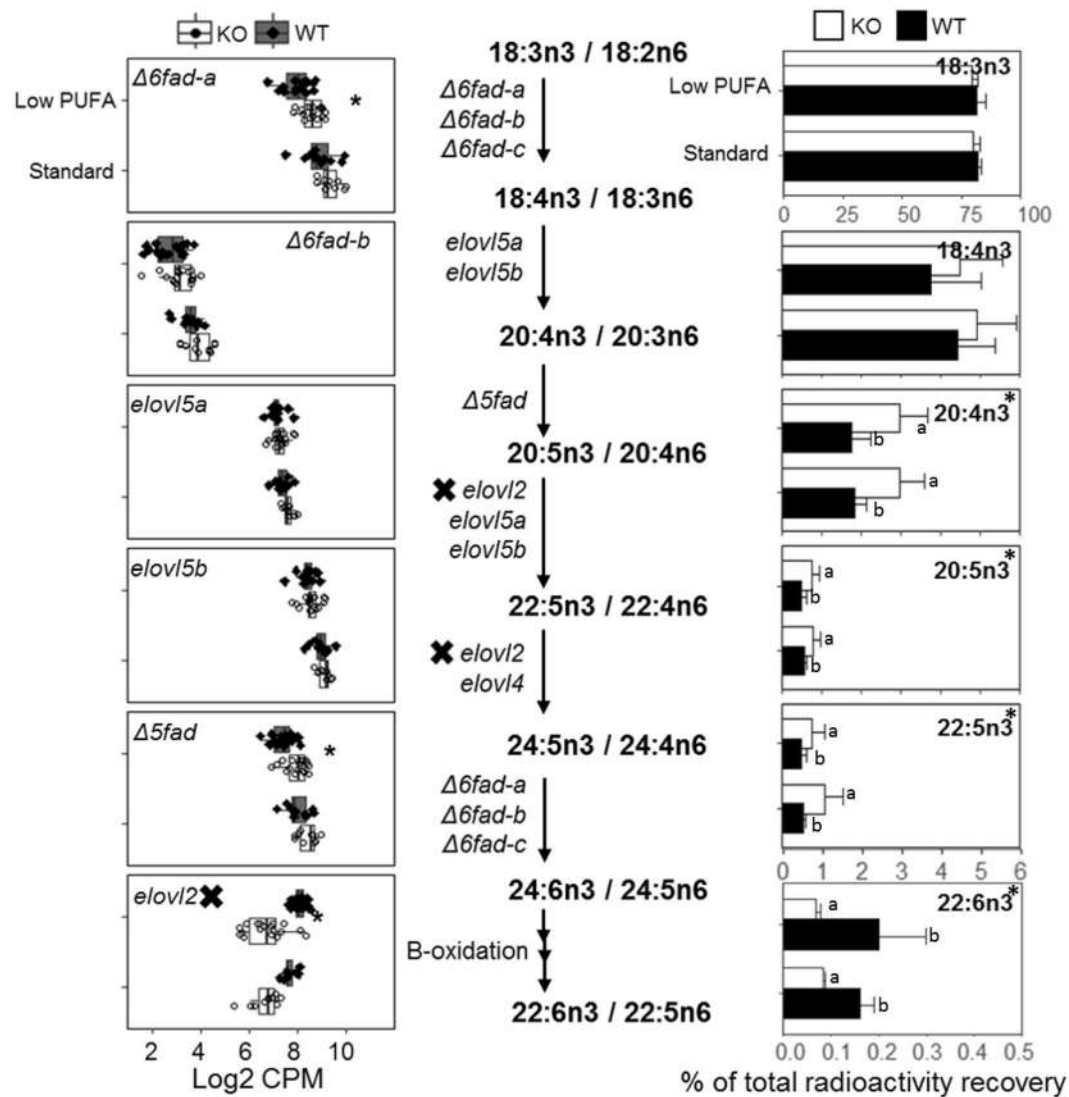 KO WT
Δ6fad-a
Low PUFA
*
Standard
Δ6fad-b
elovl5a
elovl5b
Δ5fad
*
elovl2
*
2 4 6 8 10
Log2 CPM
18:3n3 / 18:2n6
Δ6fad-a
Δ6fad-b
Δ6fad-c
18:4n3 / 18:3n6
elovl5a
elovl5b
20:4n3 / 20:3n6
Δ5fad
20:5n3 / 20:4n6
elovl2
elovl5a
elovl5b
22:5n3 / 22:4n6
elovl2
elovl4
24:5n3 / 24:4n6
Δ6fad-a
Δ6fad-b
Δ6fad-c
24:6n3 / 24:5n6
B-oxidation
22:6n3 / 22:5n6
KO WT
18:3n3
Low PUFA
Standard
0 25 50 75 100
18:4n3
20:4n3*
a
b
a
b
20:5n3*
a
b
a
b
22:5n3*
a
b
a
b
0 1 2 3 4 5 6
22:6n3*
a
b
a
b
0.0 0.1 0.2 0.3 0.4 0.5
% of total radioactivity recovery